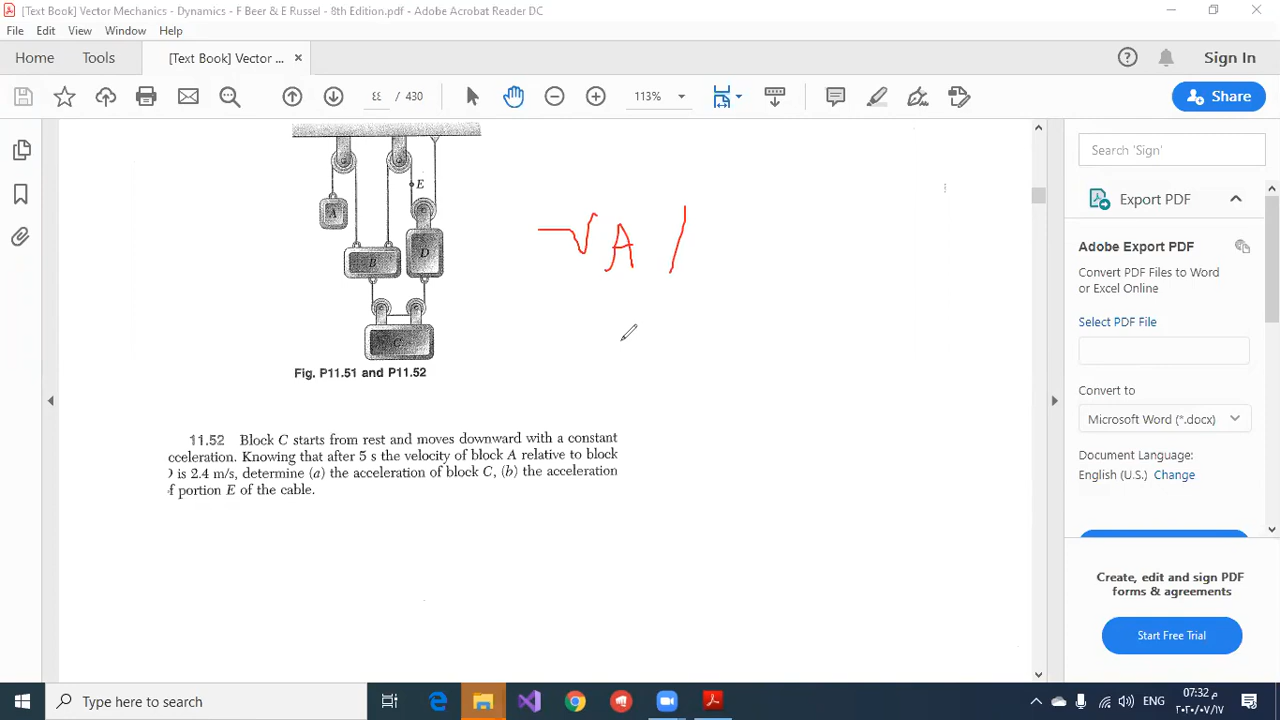 [Text Book] Vector Mechanics - Dynamics - F Beer & E Russel - 8th Edition.pdf - Adobe Acrobat Reader DC
File Edit View Window Help
Home Tools [Text Book] Vector ... × Sign In
٤٤ / 430 113% Share
E
A
B
D
C
Fig. P11.51 and P11.52
VA/
11.52 Block C starts from rest and moves downward with a constant
cceleration. Knowing that after 5 s the velocity of block A relative to block
is 2.4 m/s, determine (a) the acceleration of block C, (b) the acceleration
f portion E of the cable.
Search 'Sign'
Export PDF
Adobe Export PDF
Convert PDF Files to Word
or Excel Online
Select PDF File
Convert to
Microsoft Word (*.docx)
Document Language:
English (U.S.) Change
Create, edit and sign PDF
forms & agreements
Start Free Trial
Type here to search
ENG
07:32 م